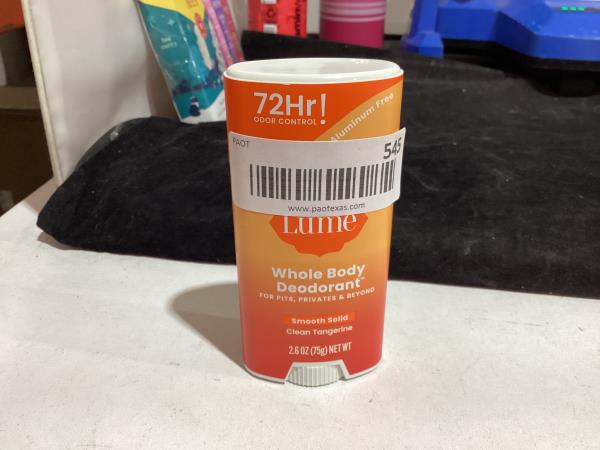 72Hr!
ODOR CONTROL
Aluminum Free
PAOT
545
www.paotexas.com
Lume
Whole Body
Deodorant™
FOR PITS, PRIVATES & BEYOND
Smooth Solid
Clean Tangerine
2.6 OZ (75g) NET WT